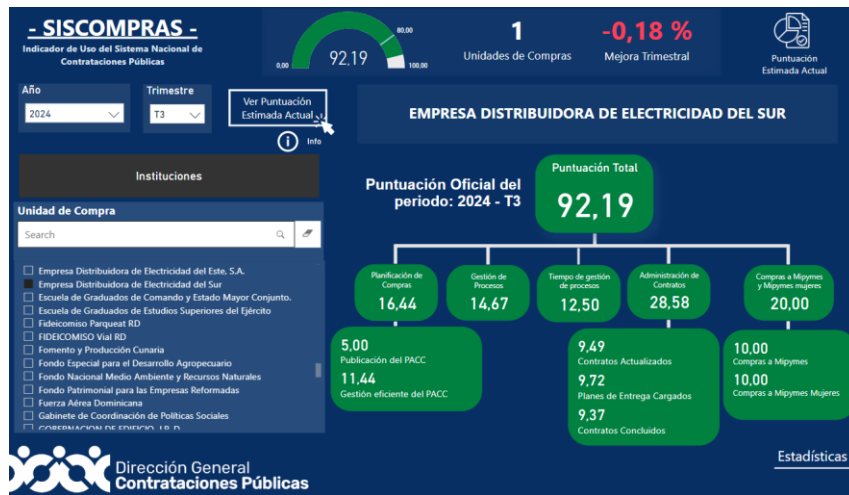 - SISCOMPRAS -
Indicador de Uso del Sistema Nacional de
Contrataciones Públicas
0,00
92,19
80,00
100,00
1
Unidades de Compras
-0,18 %
Mejora Trimestral
Puntuación
Estimada Actual
Año
2024
Trimestre
T3
Ver Puntuación
Estimada Actual
Info
EMPRESA DISTRIBUIDORA DE ELECTRICIDAD DEL SUR
Instituciones
Unidad de Compra
Search
Empresa Distribuidora de Electricidad del Este, S.A.
Empresa Distribuidora de Electricidad del Sur
Escuela de Graduados de Comando y Estado Mayor Conjunto.
Escuela de Graduados de Estudios Superiores del Ejército
Fideicomiso Parqueat RD
FIDEICOMISO Vial RD
Fomento y Producción Cunaria
Fondo Especial para el Desarrollo Agropecuario
Fondo Nacional Medio Ambiente y Recursos Naturales
Fondo Patrimonial para las Empresas Reformadas
Fuerza Aérea Dominicana
Gabinete de Coordinación de Políticas Sociales
GOBERNACION DE EDIFICIO
Puntuación Oficial del
periodo: 2024 - T3
Puntuación Total
92,19
Planificación de
Compras
16,44
Gestión de
Procesos
14,67
Tiempo de gestión
de procesos
12,50
Administración de
Contratos
28,58
Compras a Mipymes
y Mipymes mujeres
20,00
5,00
Publicación del PACC
11,44
Gestión eficiente del PACC
9,49
Contratos Actualizados
9,72
Planes de Entrega Cargados
9,37
Contratos Concluidos
10,00
Compras a Mipymes
10,00
Compras a Mipymes Mujeres
Dirección General
Contrataciones Públicas
Estadísticas